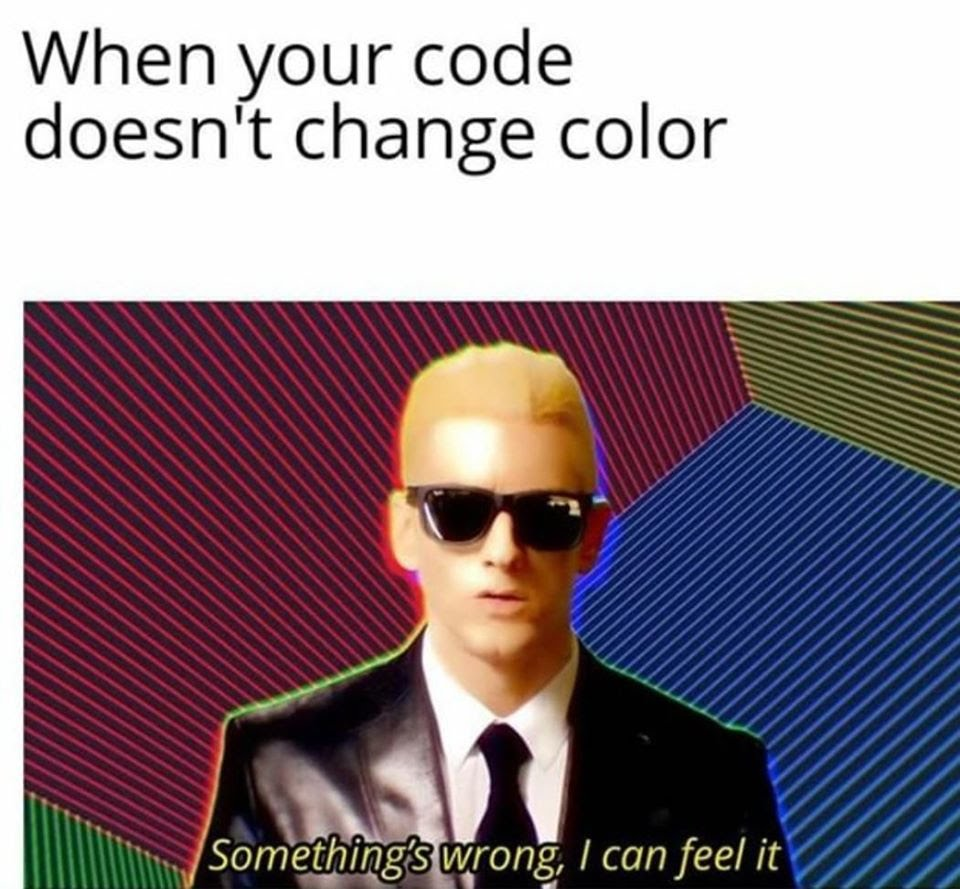 When your code
doesn't change color
Something's wrong, I can feel it